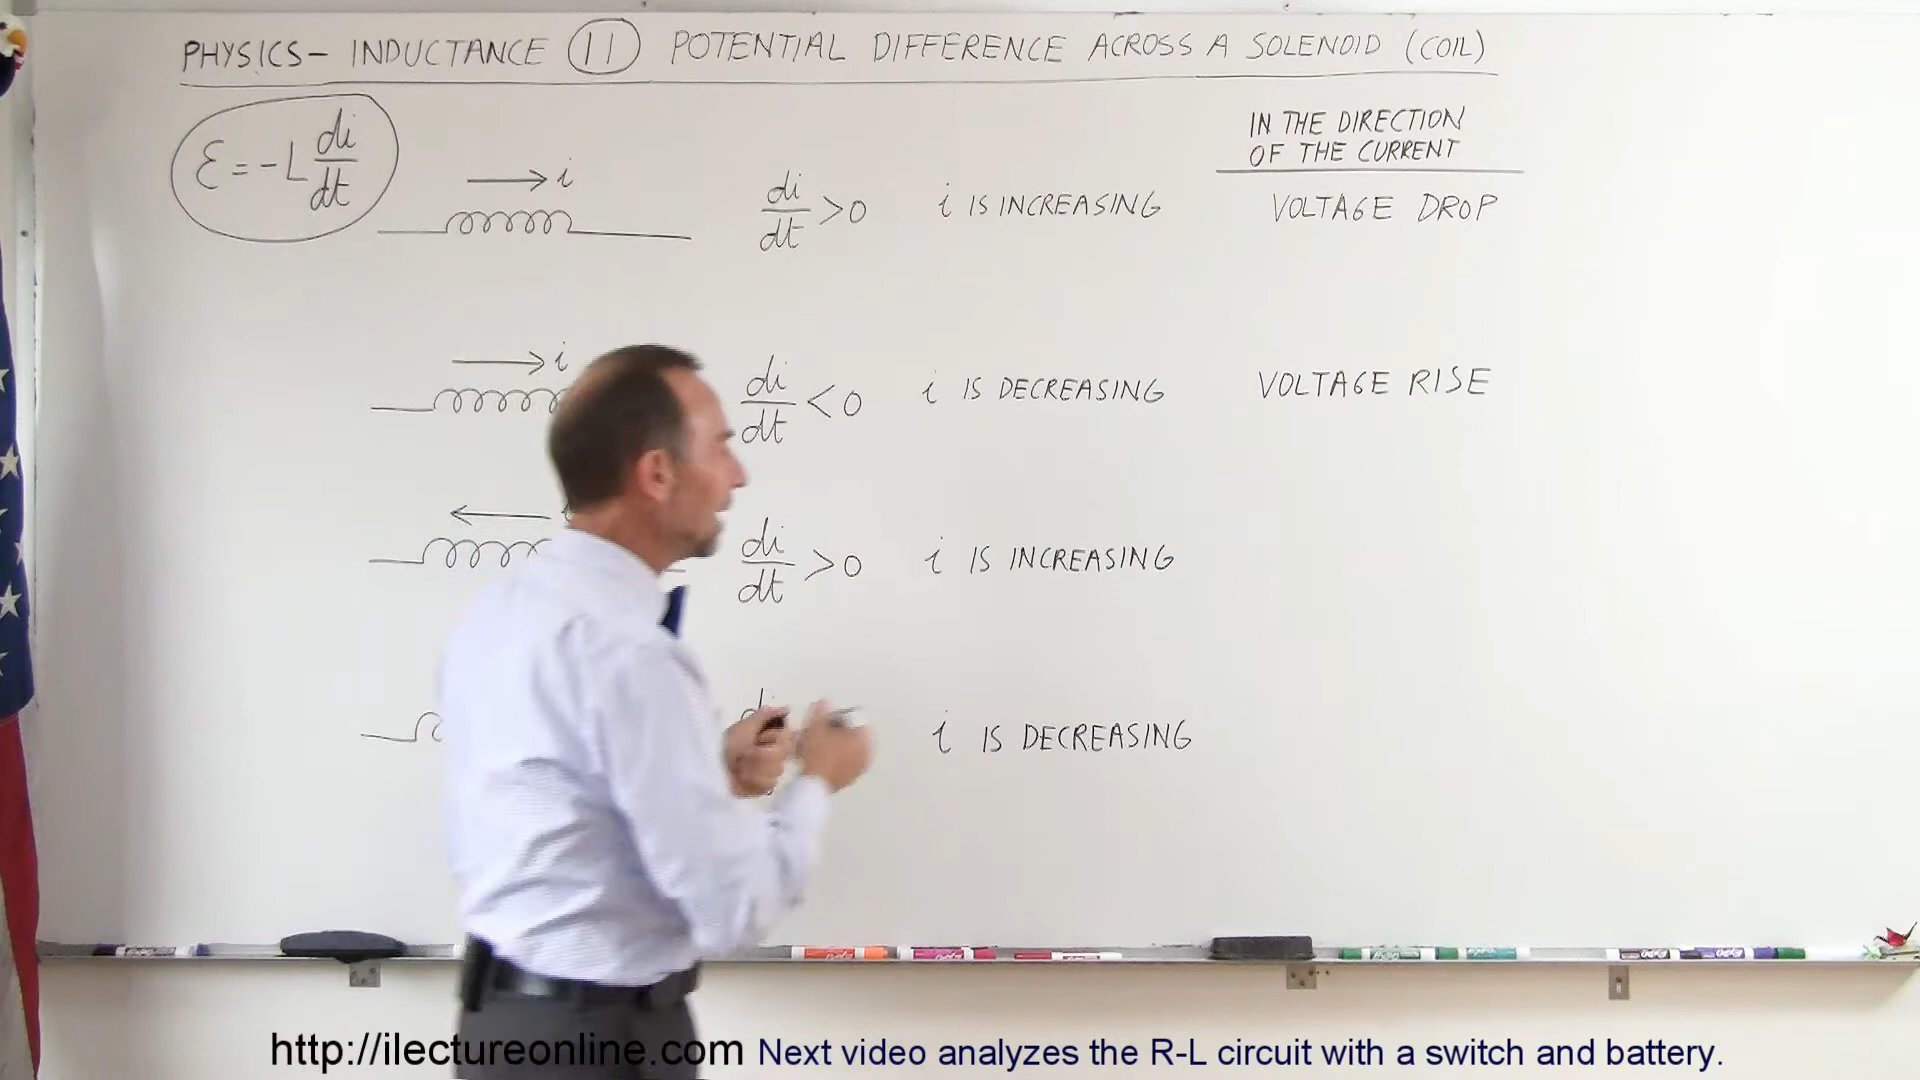 PHYSICS- INDUCTANCE 11 POTENTIAL DIFFERENCE ACROSS A SOLENOID (COIL)
IN THE DIRECTION
OF THE CURRENT
Ɛ = -L di/dt
i di/dt > 0 i IS INCREASING VOLTAGE DROP
i di/dt < 0 i IS DECREASING VOLTAGE RISE
di/dt > 0 i IS INCREASING
i IS DECREASING
http://ilectureonline.com Next video analyzes the R-L circuit with a switch and battery.